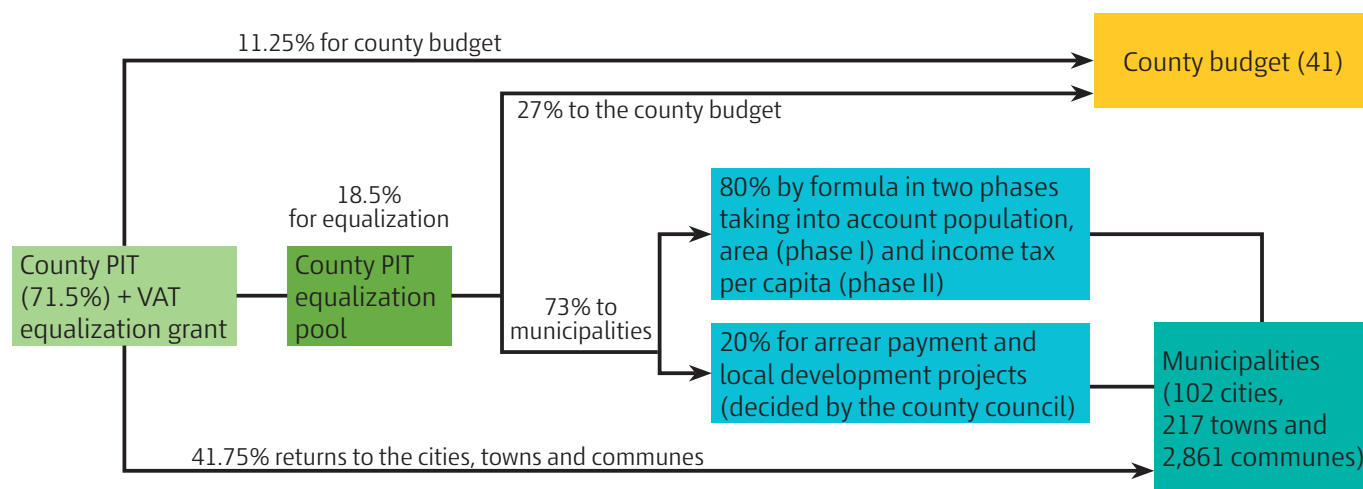 11.25% for county budget
County budget (41)
27% to the county budget
18.5%
for equalization
80% by formula in two phases
taking into account population,
area (phase I) and income tax
per capita (phase II)
County PIT
(71.5%) + VAT
equalization grant
County PIT
equalization
pool
73% to
municipalities
20% for arrear payment and
local development projects
(decided by the county council)
Municipalities
(102 cities,
217 towns and
2,861 communes)
41.75% returns to the cities, towns and communes